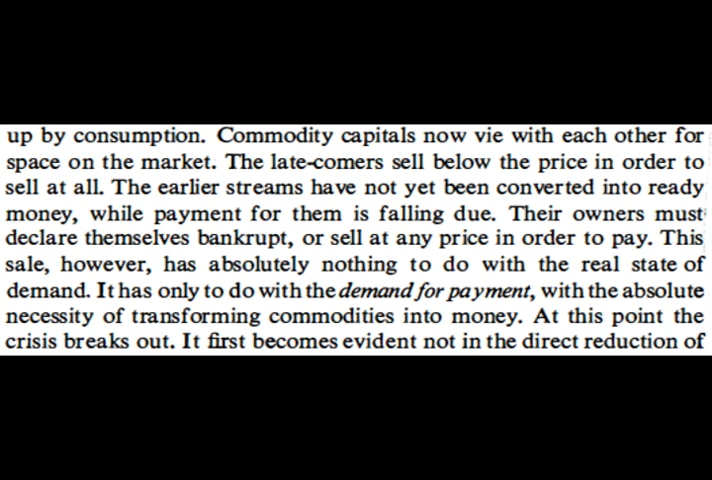 up by consumption. Commodity capitals now vie with each other for
space on the market. The late-comers sell below the price in order to
sell at all. The earlier streams have not yet been converted into ready
money, while payment for them is falling due. Their owners must
declare themselves bankrupt, or sell at any price in order to pay. This
sale, however, has absolutely nothing to do with the real state of
demand. It has only to do with the demand for payment, with the absolute
necessity of transforming commodities into money. At this point the
crisis breaks out. It first becomes evident not in the direct reduction of